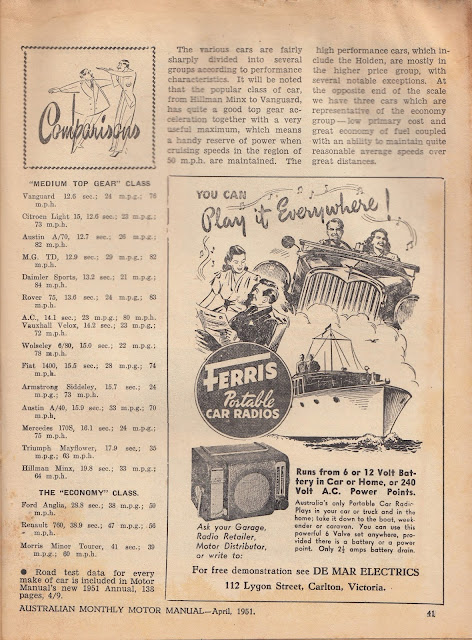 Comparisons
The various cars are fairly
sharply divided into several
groups according to performance
characteristics. It will be noted
that the popular class of car,
from Hillman Minx to Vanguard,
has quite a good top gear ac-
celeration together with a very
useful maximum, which means
a handy reserve of power when
cruising speeds in the region of
50 m.p.h. are maintained. The
high performance cars, which in-
clude the Holden, are mostly in
the higher price group, with
several notable exceptions. At
the opposite end of the scale
we have three cars which are
representative of the economy
group—low primary cost and
great economy of fuel coupled
with an ability to maintain quite
reasonable average speeds over
great distances.
"MEDIUM TOP GEAR" CLASS
Vanguard 12.6 sec.; 24 m.p.g.; 76
m.p.h.
Citroen Light 15, 12.6 sec.; 23 m.p.g.;
73 m.p.h.
Austin A/70, 12.7 sec.; 26 m.p.g.;
82 m.p.h.
M.G. TD, 12.9 sec.; 29 m.p.g.; 82
m.p.h.
Daimler Sports, 13.2 sec.; 21 m.p.g.;
84 m.p.h.
Rover 75, 13.6 sec.; 24 m.p.g.; 83
m.p.h.
A.C., 14.1 sec.; 23 m.p.g.; 80 m.p.h.
Vauxhall Velox, 14.2 sec.; 23 m.p.g.;
72 m.p.h.
Wolseley 6/80, 15.0 sec.; 22 m.p.g.;
78 m.p.h.
Fiat 1400, 15.5 sec.; 28 m.p.g.; 74
m.p.h.
Armstrong Siddeley, 15.7 sec.; 24
m.p.g.; 73 m.p.h.
Austin A/40, 15.9 sec.; 33 m.p.g.; 70
m.p.h.
Mercedes 170S, 16.1 sec.; 24 m.p.g.;
75 m.p.h.
Triumph Mayflower, 17.9 sec.; 35
m.p.g.; 65 m.p.h.
Hillman Minx, 19.8 sec.; 33 m.p.g.;
64 m.p.h.
THE "ECONOMY" CLASS.
Ford Anglia, 28.8 sec.; 38 m.p.g.; 59
m.p.h.
Renault 760, 38.9 sec.; 47 m.p.g.; 56
m.p.h.
Morris Minor Tourer, 41 sec.; 39
m.p.g.; 60 m.p.h.
● Road test data for every
make of car is included in Motor
Manual's new 1951 Annual, 138
pages, 4/9.
YOU CAN
Play it Everywhere!
FERRIS
Portable
CAR RADIOS
Ask your Garage,
Radio Retailer,
Motor Distributor,
or write to:
Runs from 6 or 12 Volt Bat-
tery in Car or Home, or 240
Volt A.C. Power Points.
Australia's only Portable Car Radio
Plays in your car or truck and in the
home; take it down to the boat, week-
ender or caravan. You can use this
powerful 6 Valve set anywhere, pro-
vided there is a battery or a power
point. Only 2½ amps battery drain.
For free demonstration see DE MAR ELECTRICS
112 Lygon Street, Carlton, Victoria.
AUSTRALIAN MONTHLY MOTOR MANUAL—April, 1951.
41